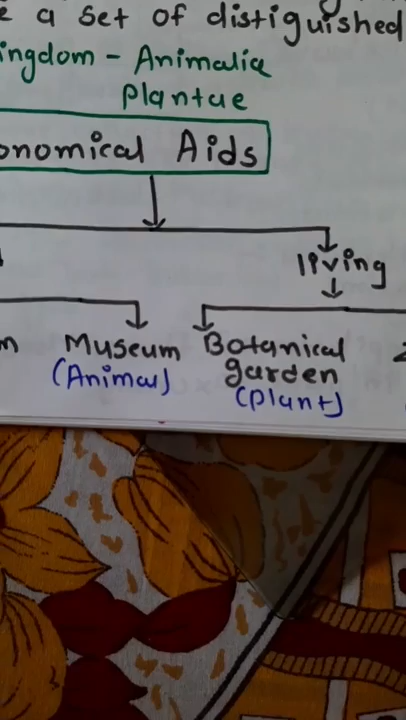 a set of distiguished
ingdom - Animalia
Plantae
onomical Aids
living
Museum Botanical
(Animal) garden
(plant)